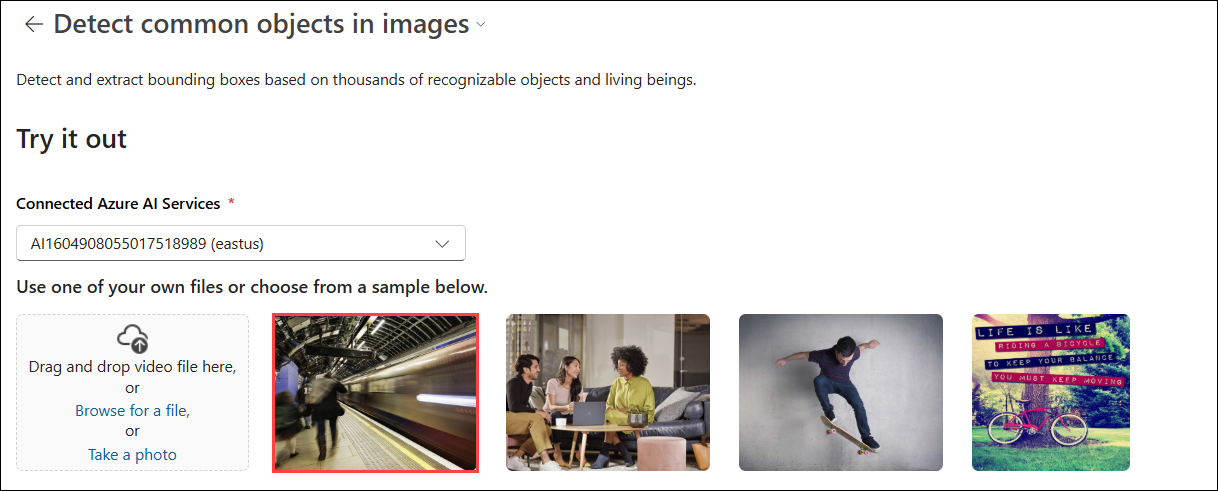 Detect common objects in images
Detect and extract bounding boxes based on thousands of recognizable objects and living beings.
Try it out
Connected Azure AI Services *
AI1604908055017518989 (eastus)
Use one of your own files or choose from a sample below.
Drag and drop video file here,
or
Browse for a file,
or
Take a photo
LIFE IS LIKE
RIDING A BICYCLE
TO KEEP YOUR BALANCE
YOU MUST KEEP MOVING